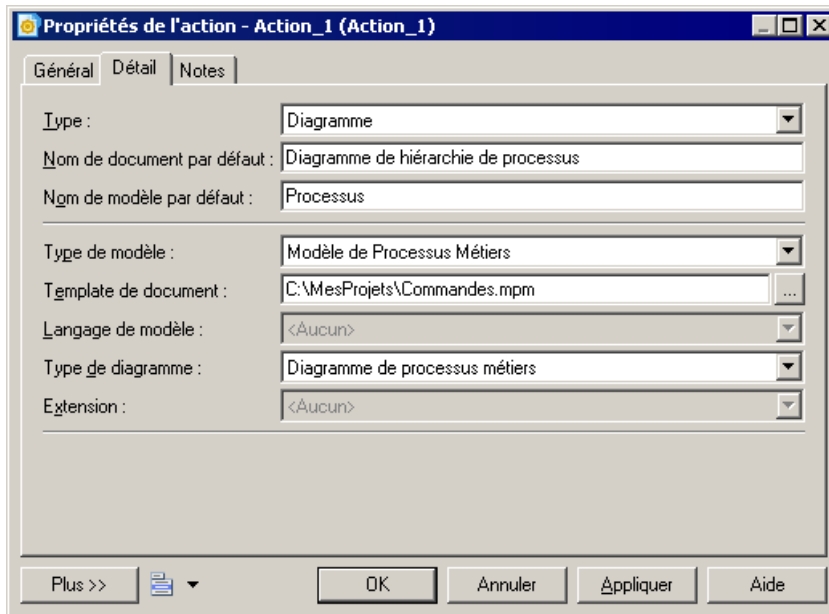 Propriétés de l'action - Action_1 (Action_1)
Général Détail Notes
Type : Diagramme
Nom de document par défaut : Diagramme de hiérarchie de processus
Nom de modèle par défaut : Processus
Type de modèle : Modèle de Processus Métiers
Template de document : C:\MesProjets\Commandes.mpm ...
Langage de modèle : <Aucun>
Type de diagramme : Diagramme de processus métiers
Extension : <Aucun>
Plus >> OK Annuler Appliquer Aide